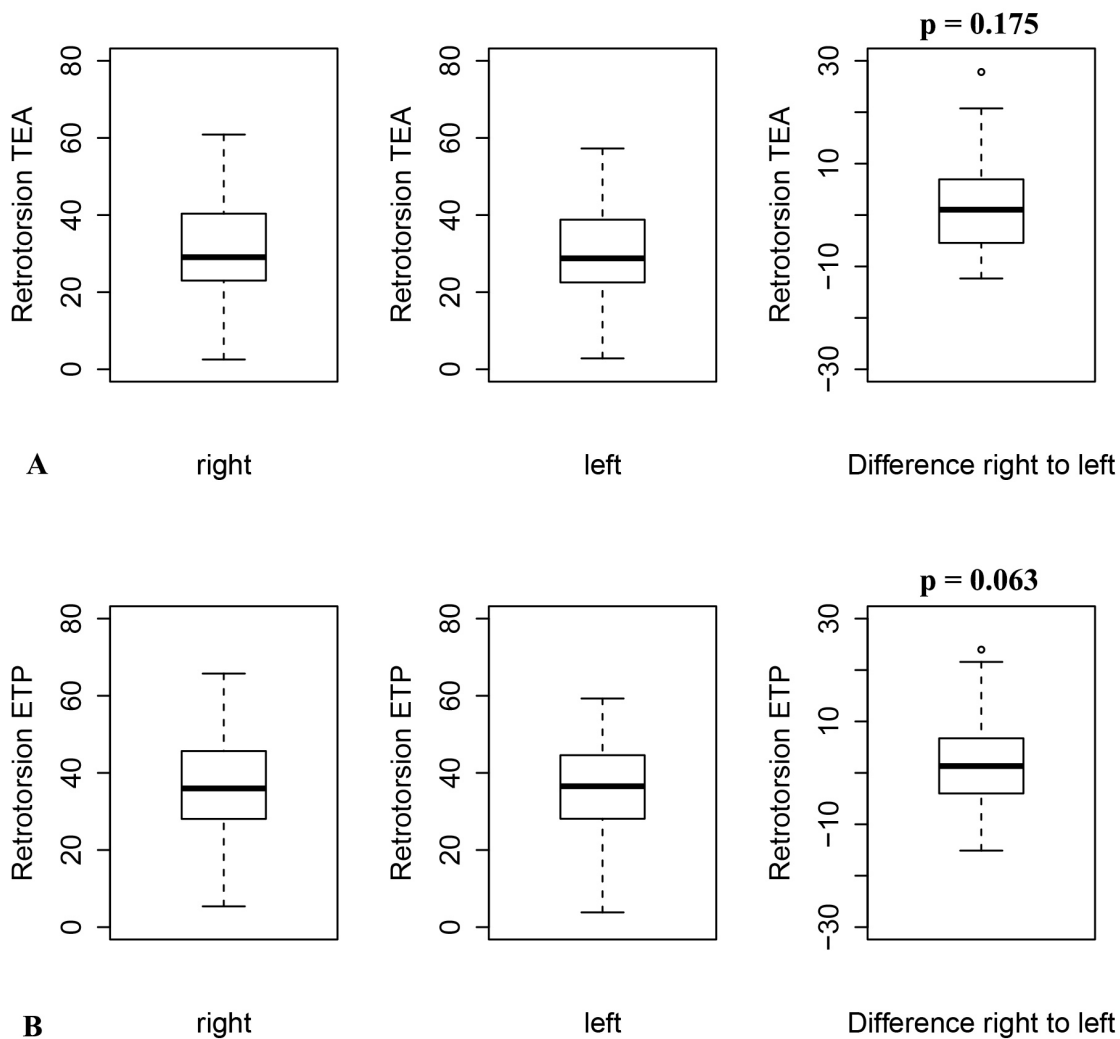 p = 0.175
Retrotorsion TEA
80
60
40
20
0
right
Retrotorsion TEA
80
60
40
20
0
left
Retrotorsion TEA
30
10
−10
−30
Difference right to left
A
p = 0.063
Retrotorsion ETP
80
60
40
20
0
right
Retrotorsion ETP
80
60
40
20
0
left
Retrotorsion ETP
30
10
−10
−30
Difference right to left
B